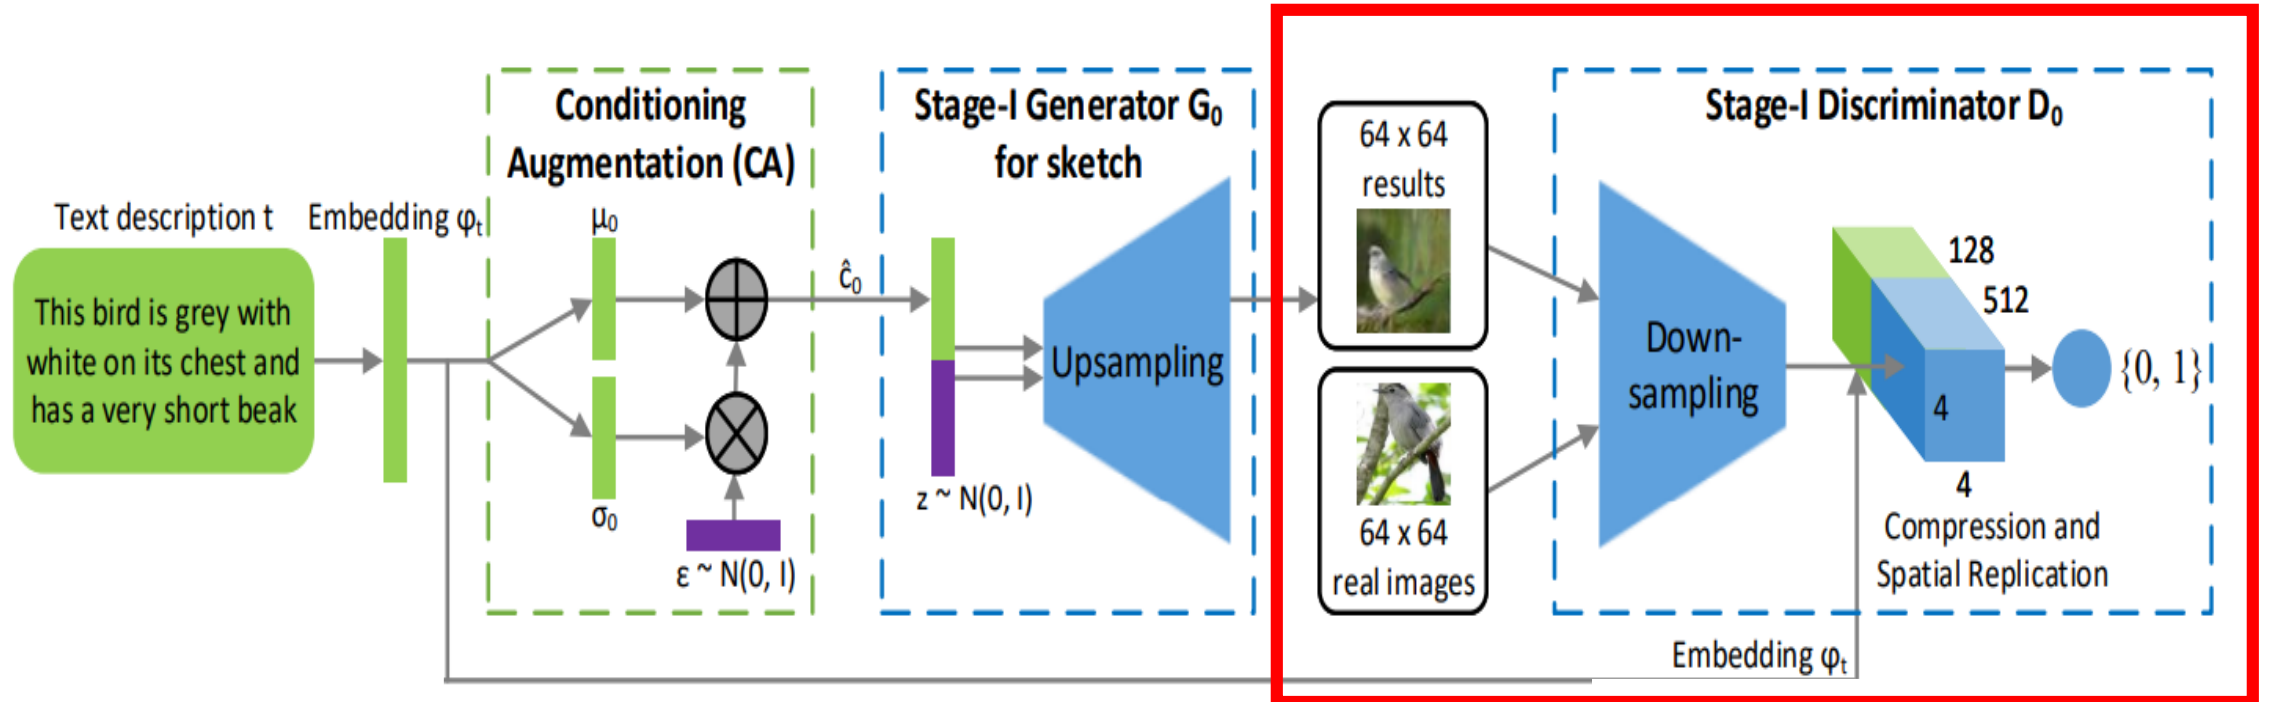 Text description t
This bird is grey with
white on its chest and
has a very short beak
Embedding φt
Conditioning
Augmentation (CA)
μ0
σ0
ε ~ N(0, I)
ĉ0
Stage-I Generator G0
for sketch
Upsampling
z ~ N(0, I)
64 x 64
results
64 x 64
real images
Stage-I Discriminator D0
Down-
sampling
128
512
4
4
{0, 1}
Compression and
Spatial Replication
Embedding φt